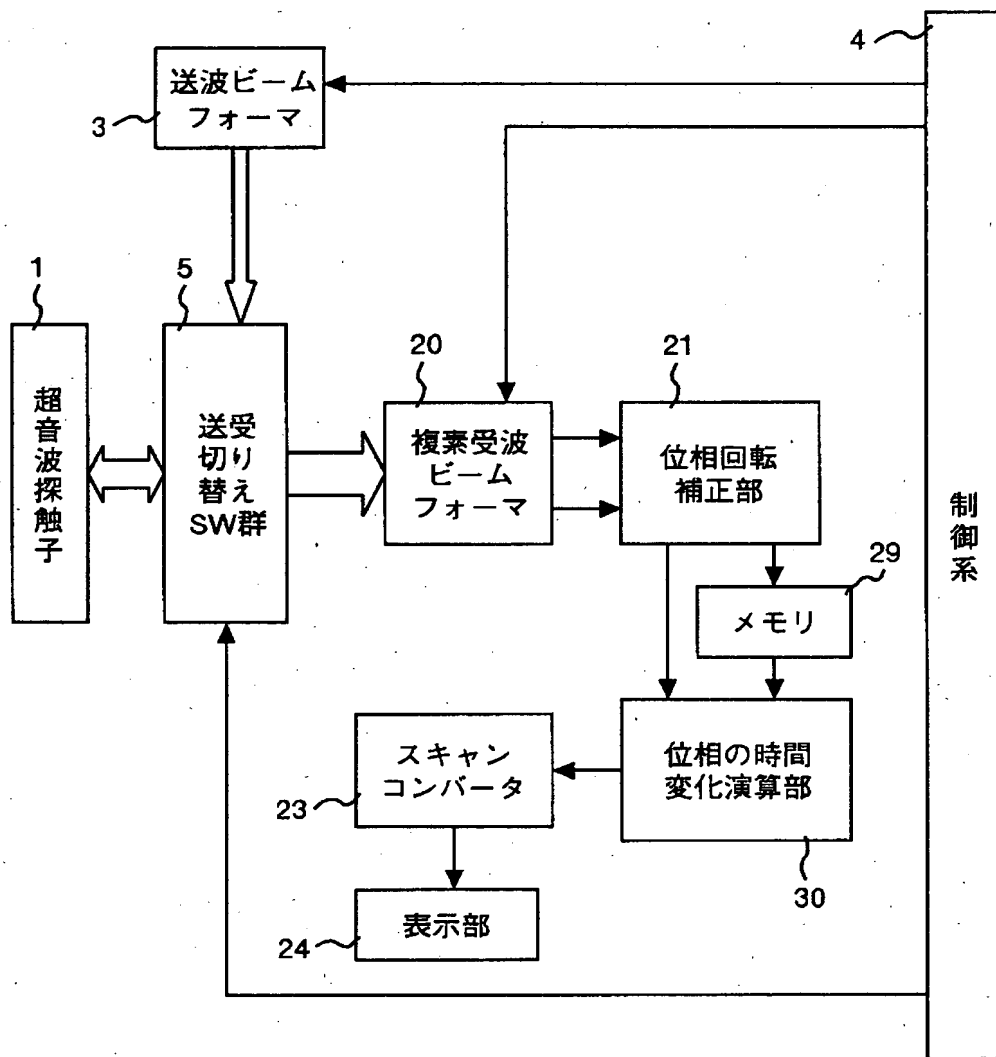 4
送波ビーム
フォーマ
3
1
5
20
21
超音波探触子
送受
切り
替え
SW群
複素受波
ビーム
フォーマ
位相回転
補正部
制御系
29
メモリ
スキャン
コンバータ
23
位相の時間
変化演算部
30
表示部
24